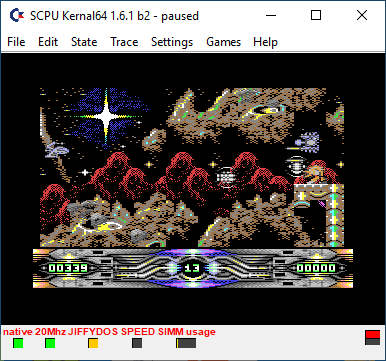 SCPU Kernal64 1.6.1 b2 - paused
File Edit State Trace Settings Games Help
00339 13 00000
native 20Mhz JIFFYDOS SPEED SIMM usage